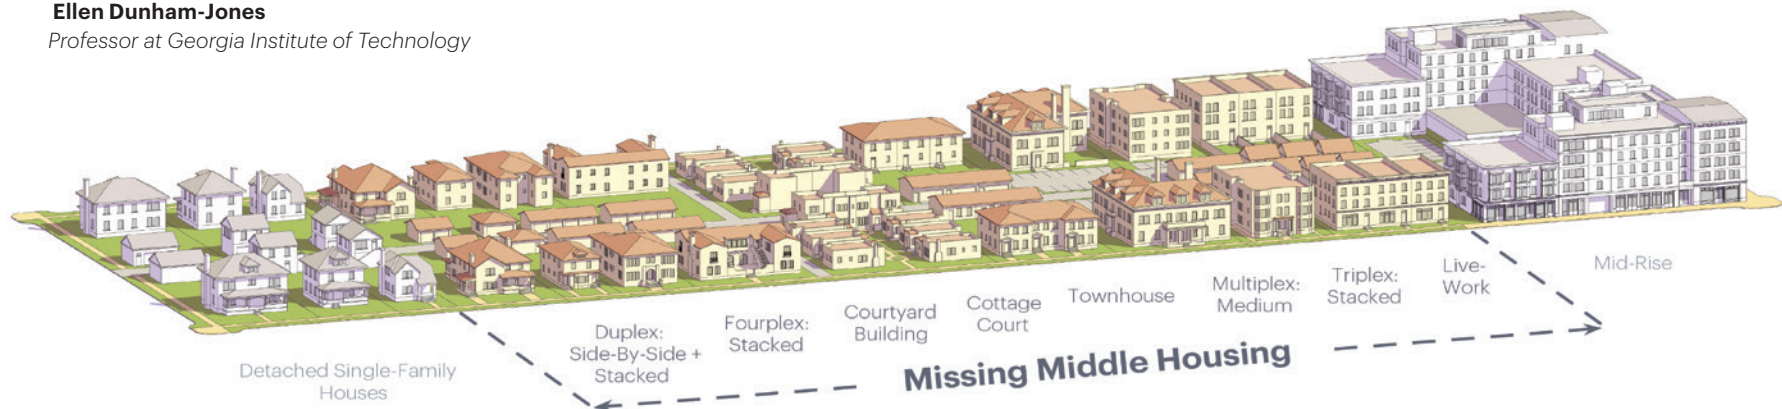 Ellen Dunham-Jones
Professor at Georgia Institute of Technology
Detached Single-Family
Houses
Duplex:
Side-By-Side +
Stacked
Fourplex:
Stacked
Courtyard
Building
Cottage
Court
Townhouse
Multiplex:
Medium
Triplex:
Stacked
Live-
Work
Mid-Rise
Missing Middle Housing